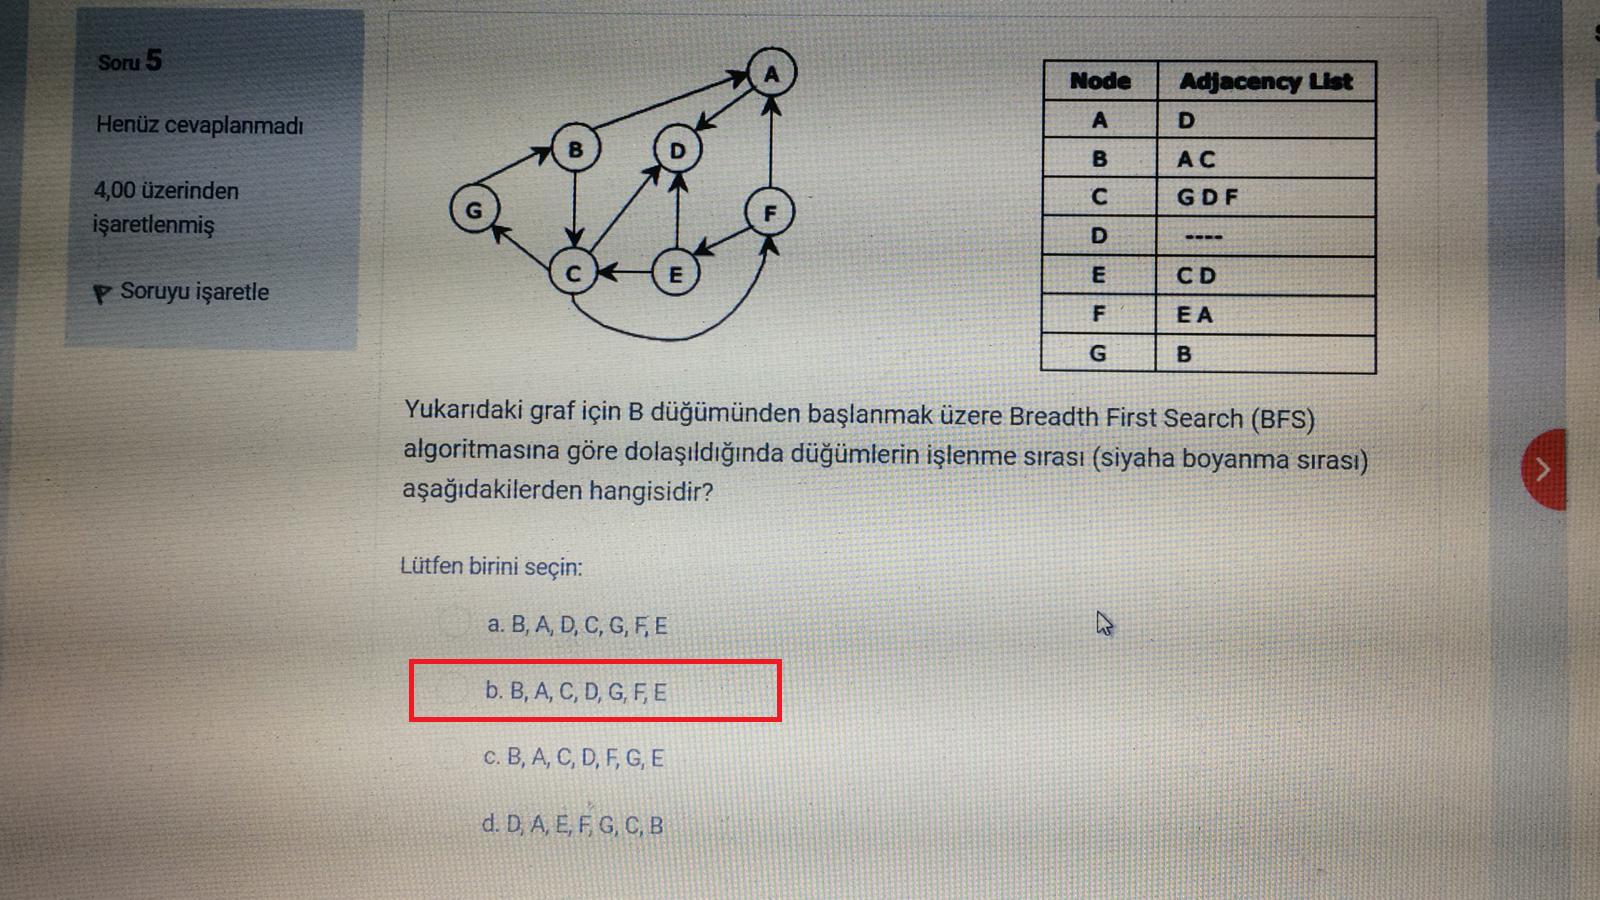 Soru 5
Henüz cevaplanmadı
4,00 üzerinden
işaretlenmiş
Soruyu işaretle
A
B
D
G
F
C
E
Node Adjacency List
A D
B A C
C G D F
D ----
E C D
F E A
G B
Yukarıdaki graf için B düğümünden başlanmak üzere Breadth First Search (BFS)
algoritmasına göre dolaşıldığında düğümlerin işlenme sırası (siyaha boyanma sırası)
aşağıdakilerden hangisidir?
Lütfen birini seçin:
a. B, A, D, C, G, F, E
b. B, A, C, D, G, F, E
c. B, A, C, D, F, G, E
d. D, A, E, F, G, C, B